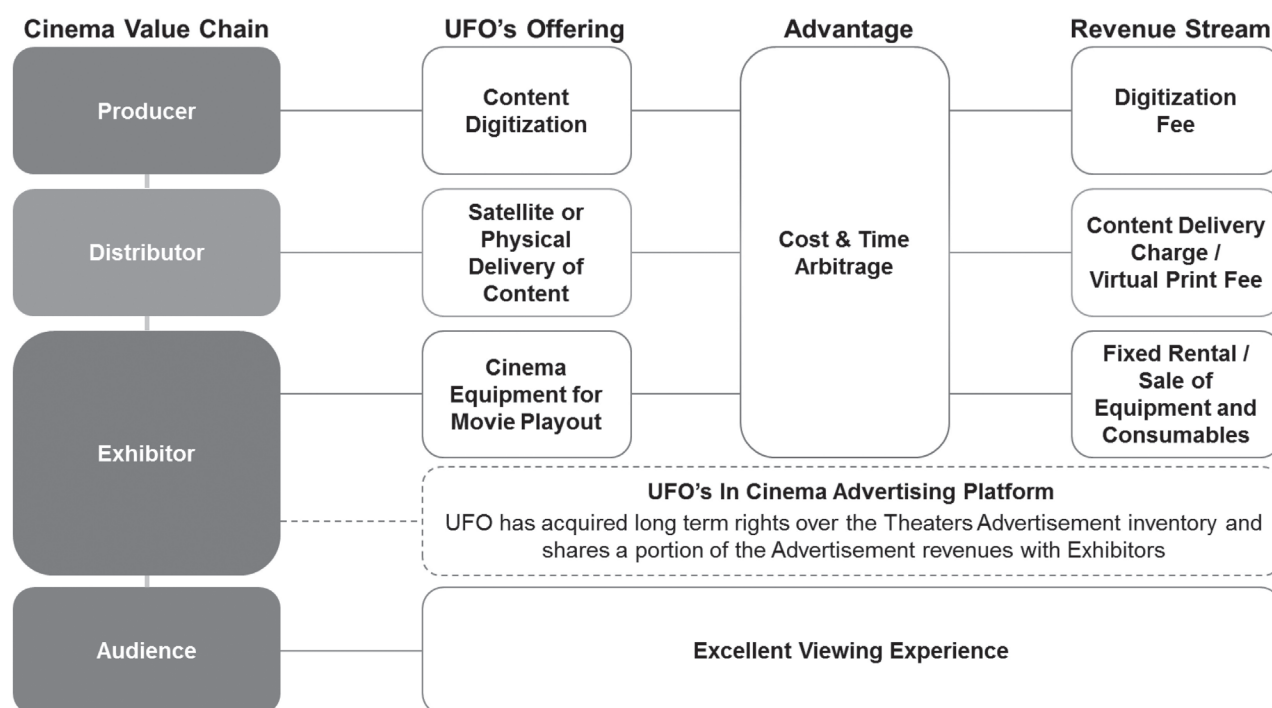 Cinema Value Chain
UFO's Offering
Advantage
Revenue Stream
Producer
Content
Digitization
Cost & Time
Arbitrage
Digitization
Fee
Distributor
Satellite or
Physical
Delivery of
Content
Content Delivery
Charge /
Virtual Print Fee
Exhibitor
Cinema
Equipment for
Movie Playout
Fixed Rental /
Sale of
Equipment and
Consumables
UFO's In Cinema Advertising Platform
UFO has acquired long term rights over the Theaters Advertisement inventory and
shares a portion of the Advertisement revenues with Exhibitors
Audience
Excellent Viewing Experience